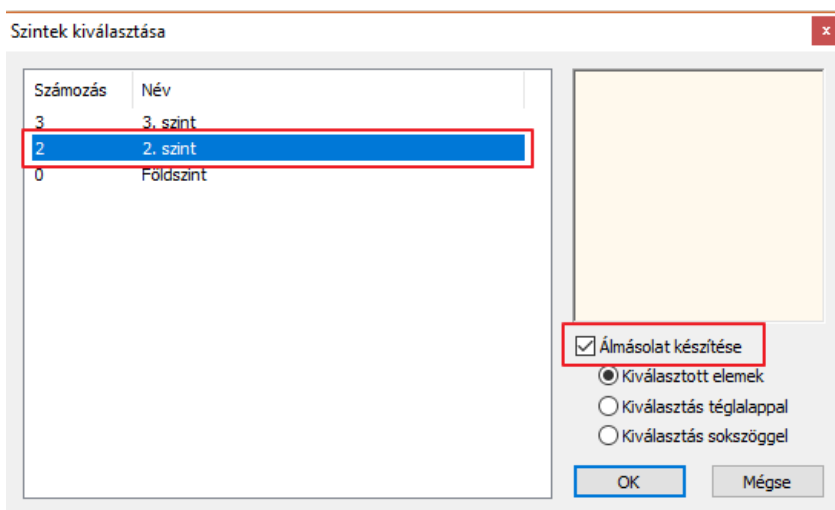 Szintek kiválasztása
x
Számozás Név
3 3. szint
2 2. szint
0 Földszint
Álmásolat készítése
Kiválasztott elemek
Kiválasztás téglalappal
Kiválasztás sokszöggel
OK Mégse